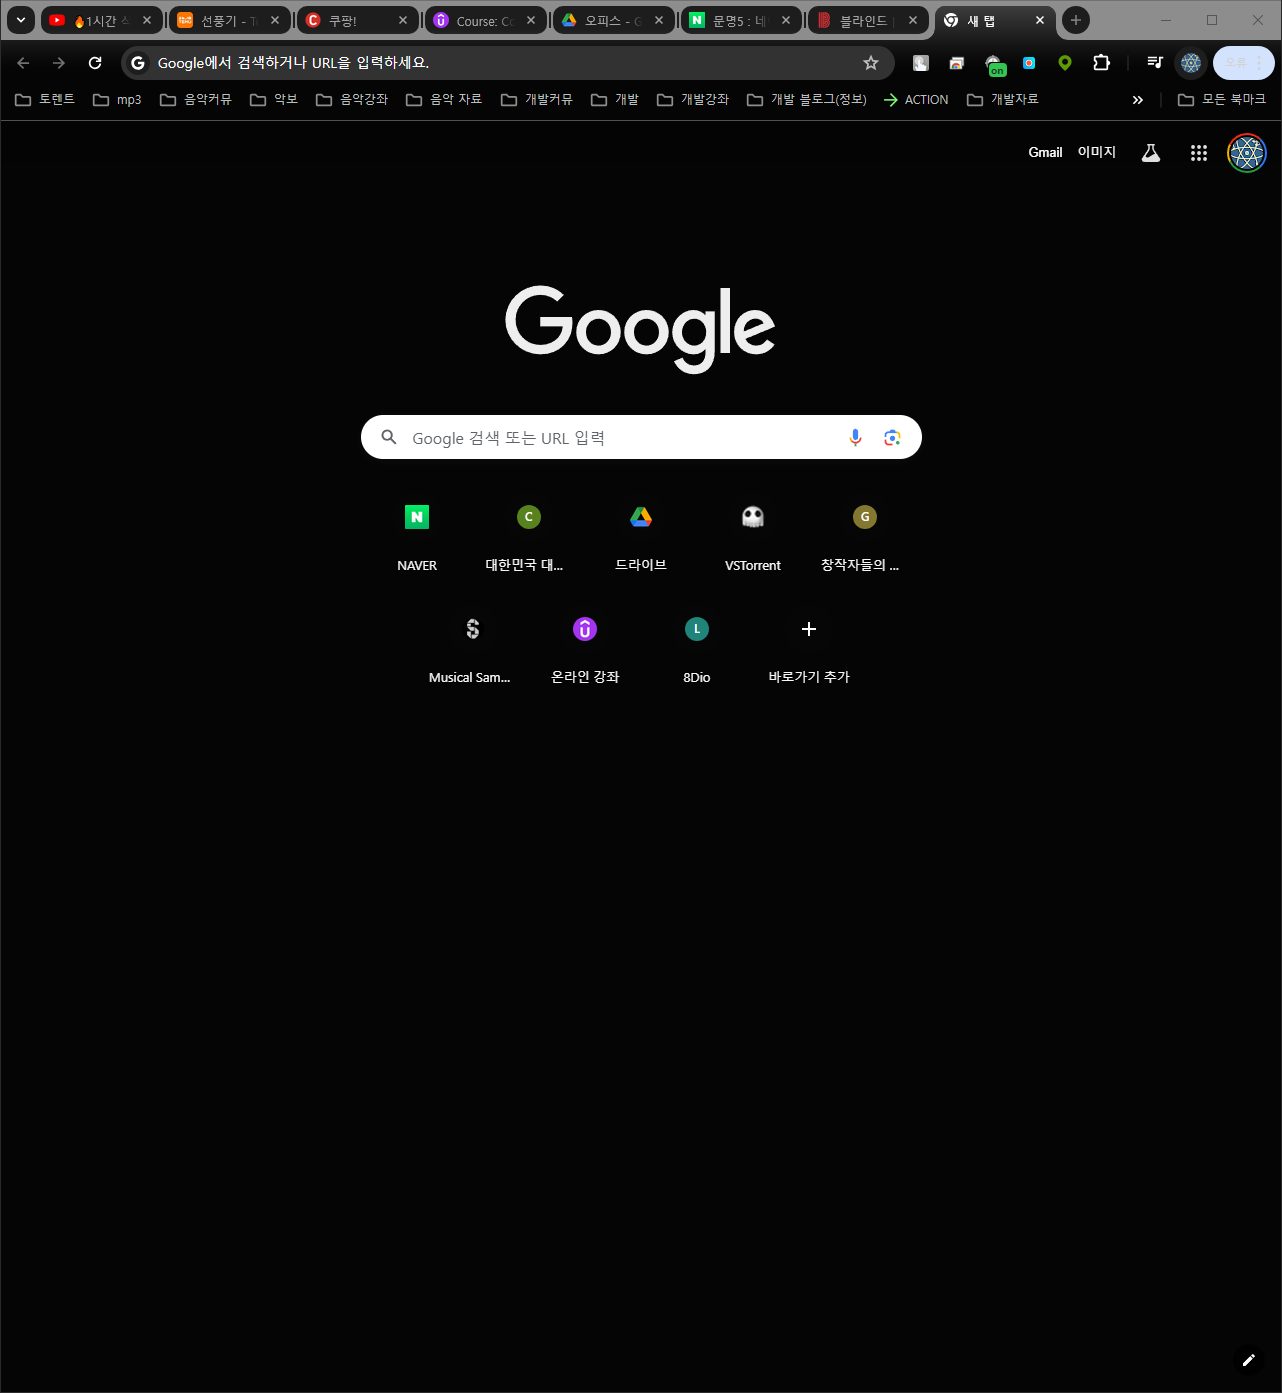 🔥1시간 식
선풍기 - T
쿠팡!
Course: Co
오피스 - G
문명5 : 네
블라인드
새 탭
Google에서 검색하거나 URL을 입력하세요.
on
오류
토렌트 mp3 음악커뮤 악보 음악강좌 음악 자료 개발커뮤 개발 개발강좌 개발 블로그(정보) ACTION 개발자료 모든 북마크
Gmail 이미지
Google
Google 검색 또는 URL 입력
NAVER 대한민국 대... 드라이브 VSTorrent 창작자들의 ...
Musical Sam... 온라인 강좌 8Dio 바로가기 추가